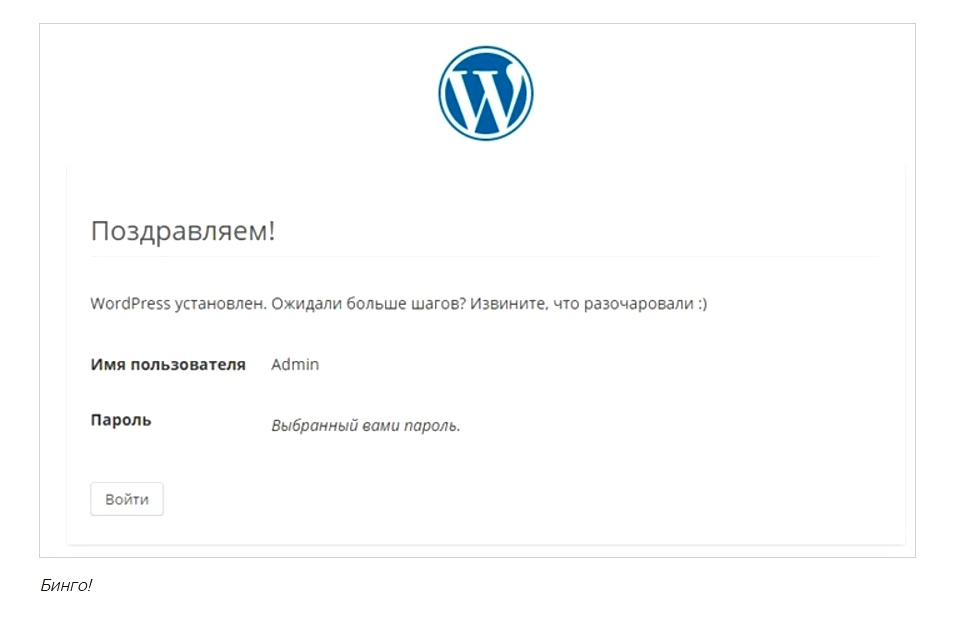 Поздравляем!
WordPress установлен. Ожидали больше шагов? Извините, что разочаровали :)
Имя пользователя Admin
Пароль Выбранный вами пароль.
Войти
Бинго!